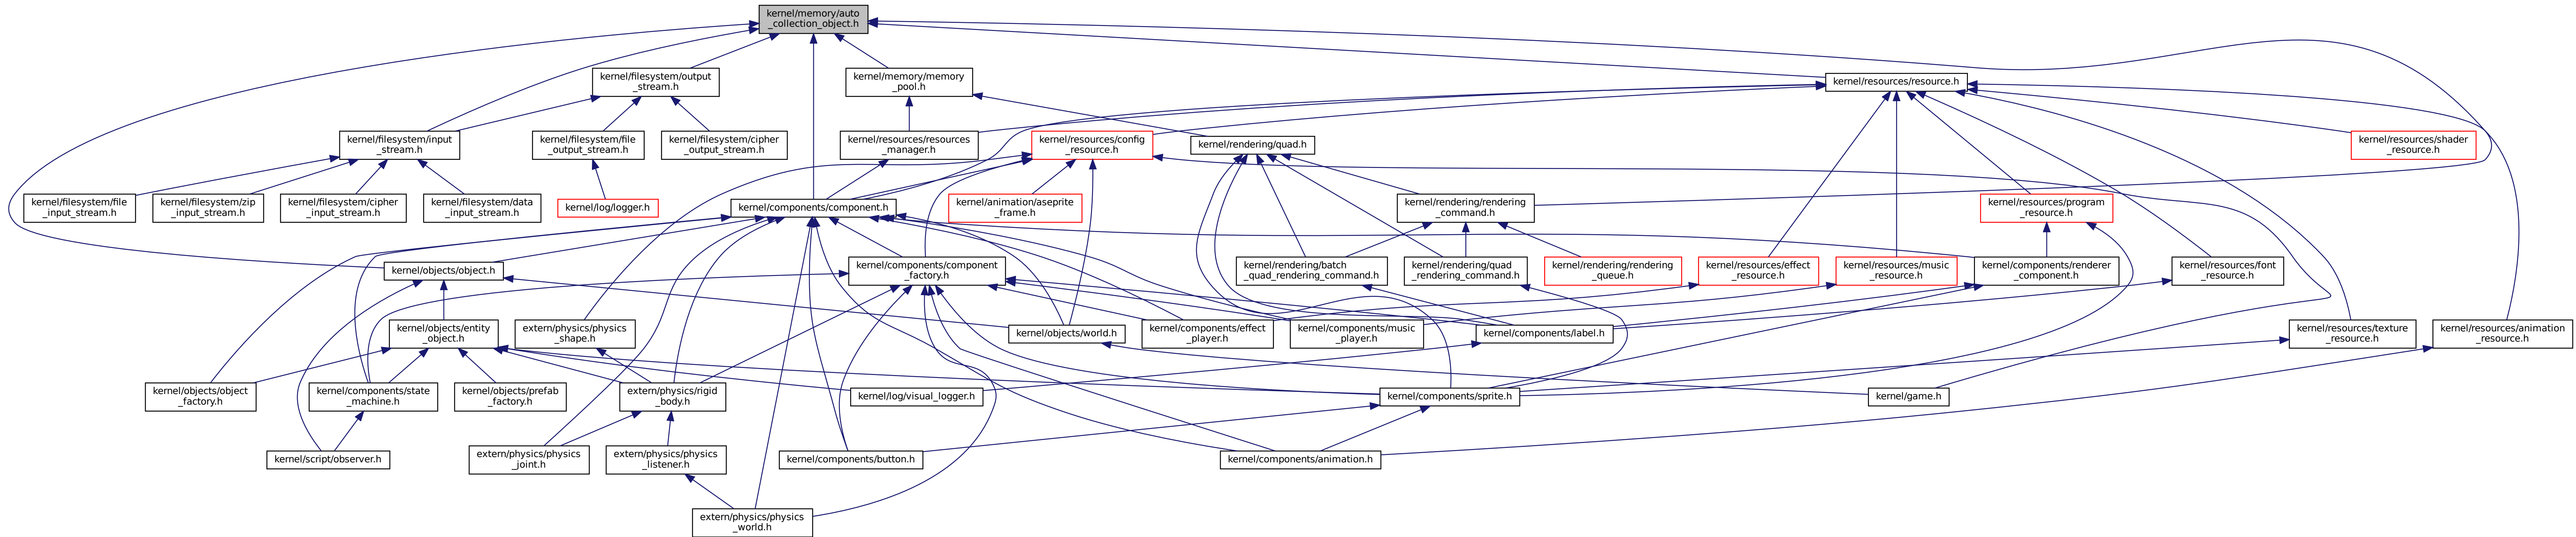 kernel/memory/auto
_collection_object.h
kernel/filesystem/output
_stream.h
kernel/memory/memory
_pool.h
kernel/resources/resource.h
kernel/filesystem/input
_stream.h
kernel/filesystem/file
_output_stream.h
kernel/filesystem/cipher
_output_stream.h
kernel/resources/resources
_manager.h
kernel/resources/config
_resource.h
kernel/rendering/quad.h
kernel/resources/shader
_resource.h
kernel/filesystem/file
_input_stream.h
kernel/filesystem/zip
_input_stream.h
kernel/filesystem/cipher
_input_stream.h
kernel/filesystem/data
_input_stream.h
kernel/log/logger.h
kernel/components/component.h
kernel/animation/aseprite
_frame.h
kernel/rendering/rendering
_command.h
kernel/resources/program
_resource.h
kernel/objects/object.h
kernel/components/component
_factory.h
kernel/rendering/batch
_quad_rendering_command.h
kernel/rendering/quad
_rendering_command.h
kernel/rendering/rendering
_queue.h
kernel/resources/effect
_resource.h
kernel/resources/music
_resource.h
kernel/components/renderer
_component.h
kernel/resources/font
_resource.h
kernel/objects/entity
_object.h
extern/physics/physics
_shape.h
kernel/objects/world.h
kernel/components/effect
_player.h
kernel/components/music
_player.h
kernel/components/label.h
kernel/resources/texture
_resource.h
kernel/resources/animation
_resource.h
kernel/objects/object
_factory.h
kernel/components/state
_machine.h
kernel/objects/prefab
_factory.h
extern/physics/rigid
_body.h
kernel/log/visual_logger.h
kernel/components/sprite.h
kernel/game.h
kernel/script/observer.h
extern/physics/physics
_joint.h
extern/physics/physics
_listener.h
kernel/components/button.h
kernel/components/animation.h
extern/physics/physics
_world.h